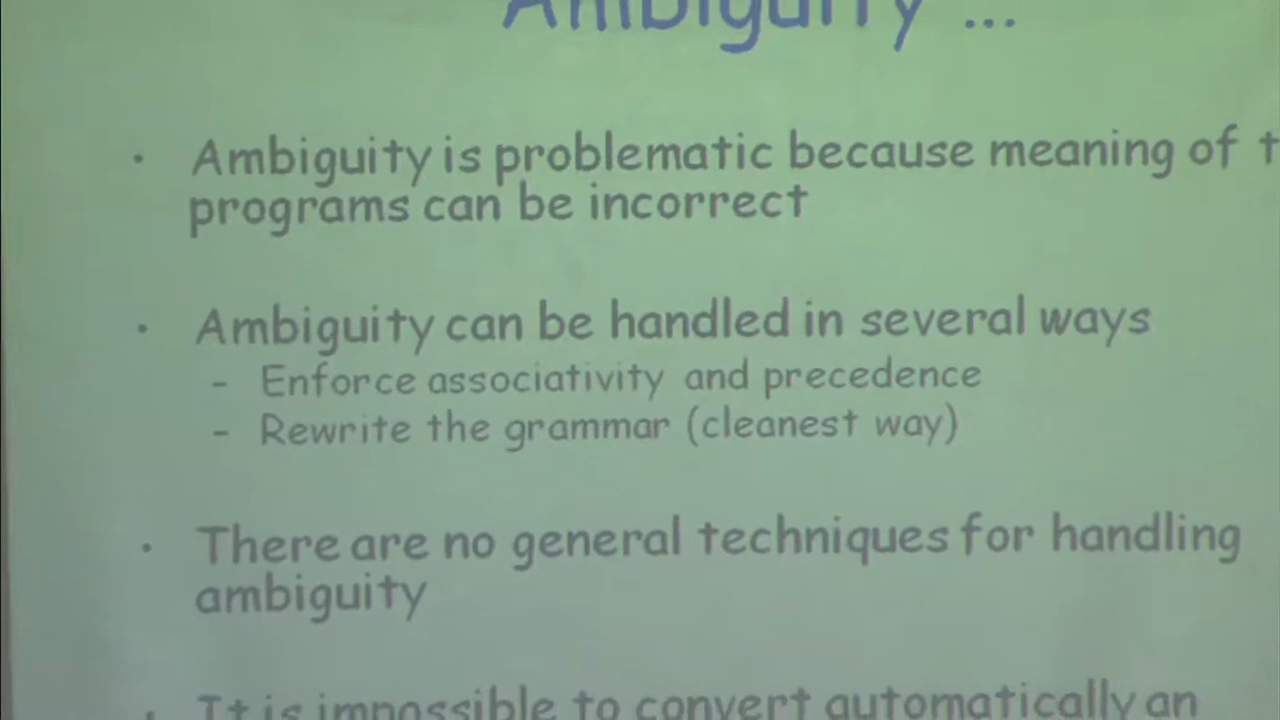 Ambiguity ...
• Ambiguity is problematic because meaning of
programs can be incorrect
• Ambiguity can be handled in several ways
- Enforce associativity and precedence
- Rewrite the grammar (cleanest way)
• There are no general techniques for handling
ambiguity
• It is impossible to convert automatically an